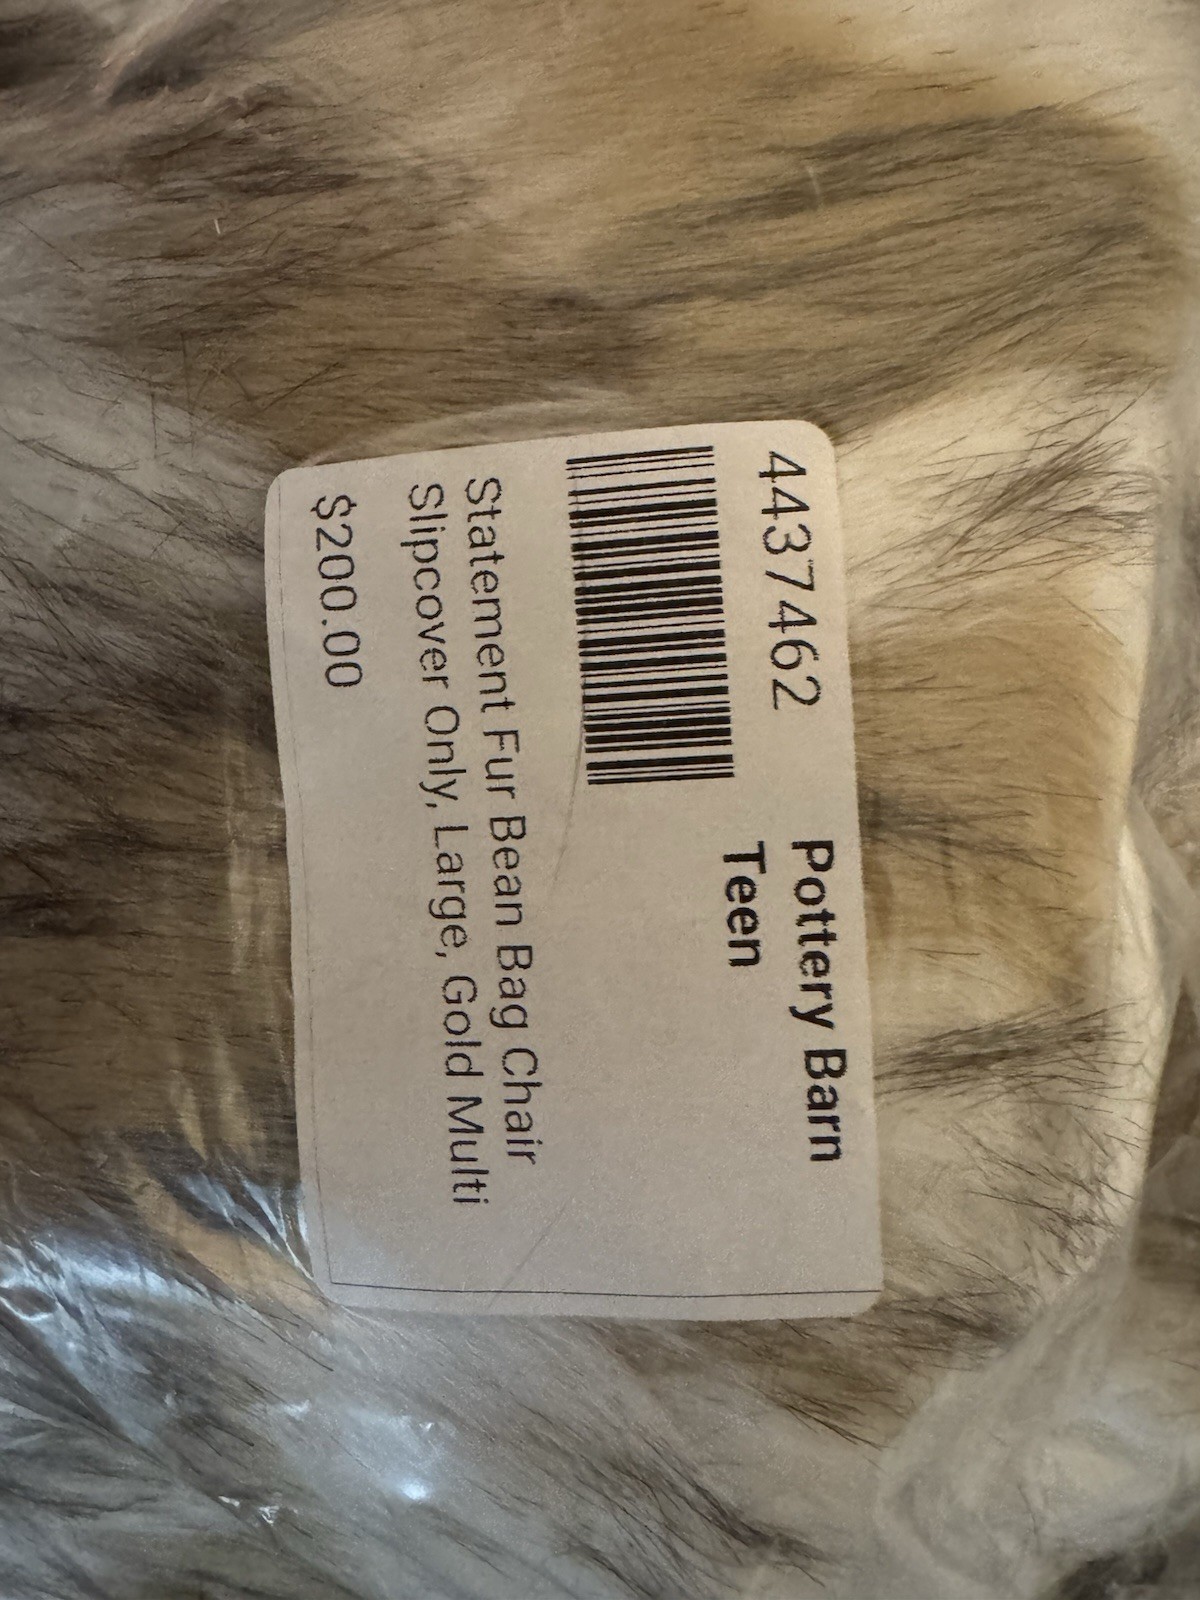 4437462
Pottery Barn
Teen
Statement Fur Bean Bag Chair
Slipcover Only, Large, Gold Multi
$200.00